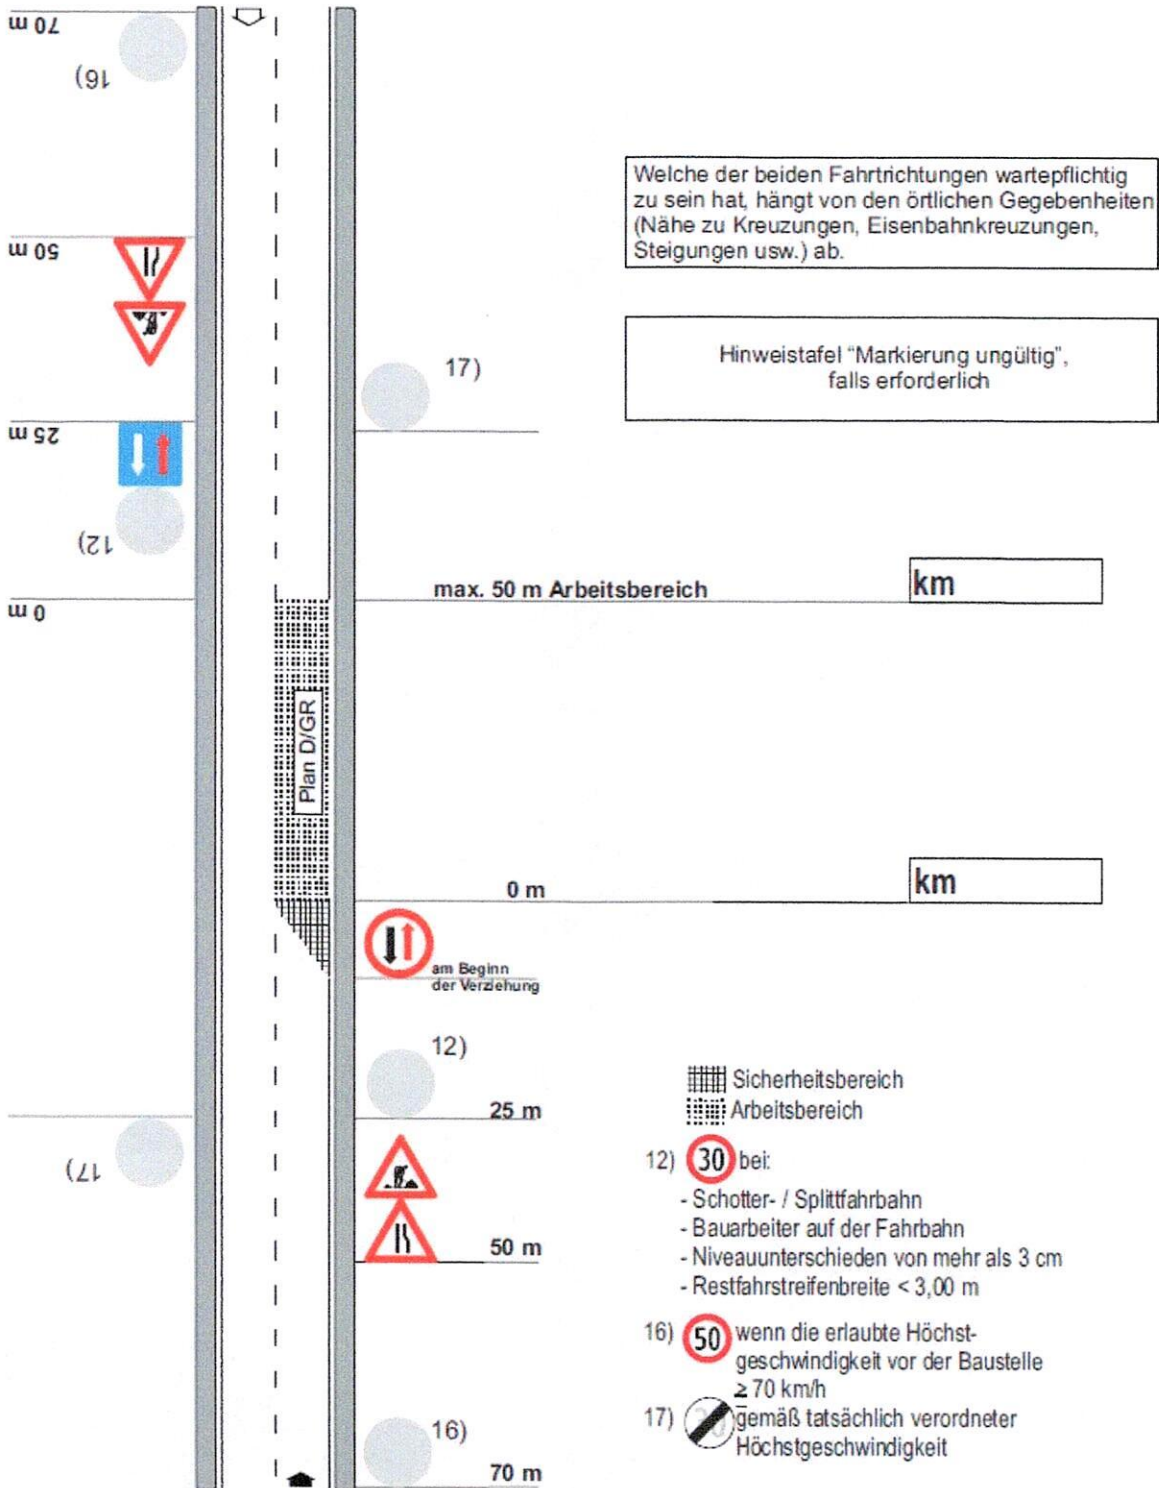 70 m
16)
Welche der beiden Fahrtrichtungen wartepflichtig
zu sein hat, hängt von den örtlichen Gegebenheiten
(Nähe zu Kreuzungen, Eisenbahnkreuzungen,
Steigungen usw.) ab.
50 m
Hinweistafel "Markierung ungültig",
falls erforderlich
17)
25 m
12)
max. 50 m Arbeitsbereich
km
0 m
Plan D/GR
0 m
km
am Beginn
der Verziehung
12)
25 m
17)
50 m
16)
70 m
Sicherheitsbereich
Arbeitsbereich
12) 30 bei:
- Schotter- / Splittfahrbahn
- Bauarbeiter auf der Fahrbahn
- Niveauunterschieden von mehr als 3 cm
- Restfahrstreifenbreite < 3,00 m
16) 50 wenn die erlaubte Höchst-
geschwindigkeit vor der Baustelle
≥ 70 km/h
17) gemäß tatsächlich verordneter
Höchstgeschwindigkeit